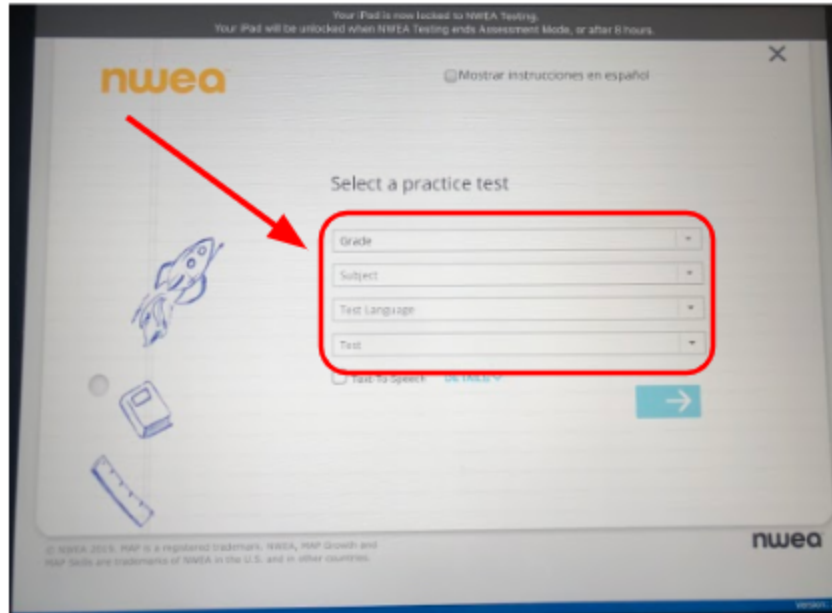 Your iPad is now locked to NWEA Testing.
Your iPad will be unlocked when NWEA Testing ends Assessment Mode, or after 8 hours.
nwea
Mostrar instrucciones en español
Select a practice test
Grade
Subject
Test Language
Test
Text-To-Speech DETAILS
© NWEA 2019. MAP is a registered trademark. NWEA, MAP Growth and
MAP Skills are trademarks of NWEA in the U.S. and in other countries.
nwea
Version